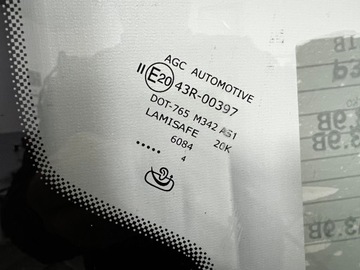 AGC AUTOMOTIVE
II E20 43R-00397
DOT-765 M342 AS1
LAMISAFE 20K
6084
4